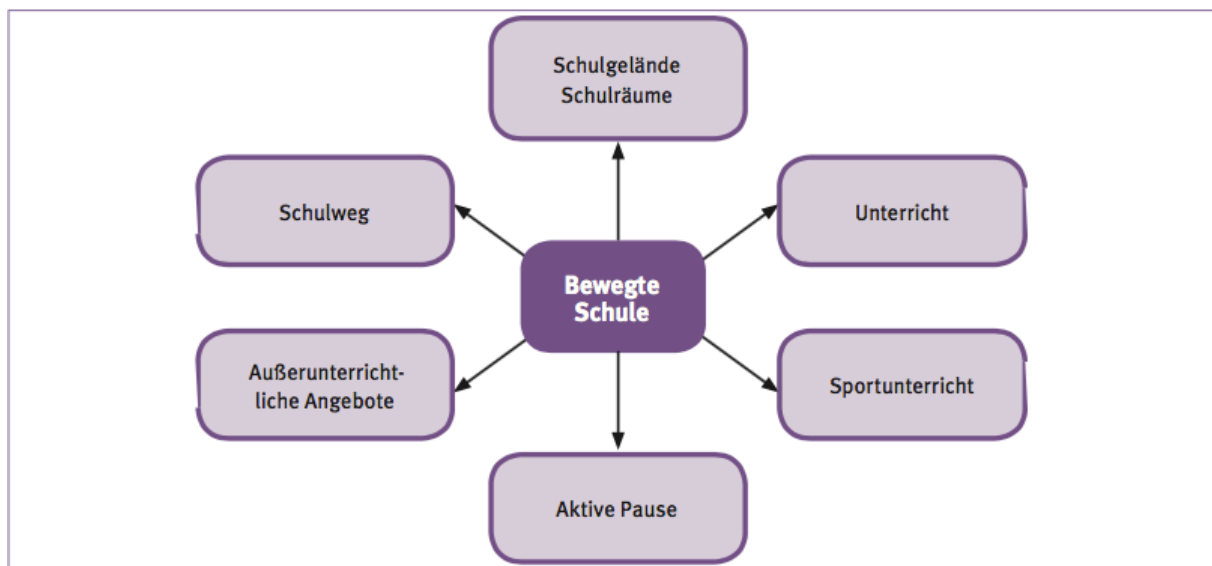 Schulgelände
Schulräume
Schulweg
Unterricht
Bewegte
Schule
Außerunterricht-
liche Angebote
Sportunterricht
Aktive Pause